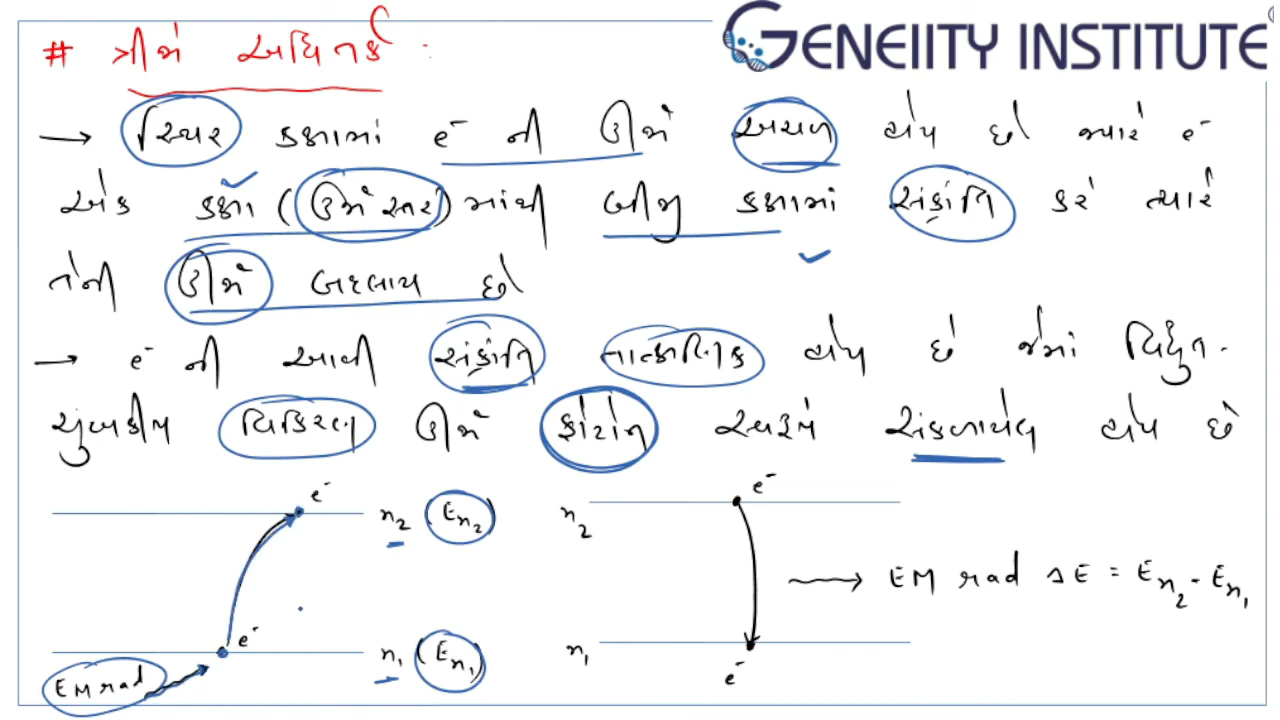 GENEIITY INSTITUTE
# ત્રીજો અધિતર્ક :
→ સ્થિર કક્ષામાં e⁻ ની ઊર્જા અચળ હોય છે જ્યારે e⁻
એક કક્ષા (ઊર્જા સ્તર) માંથી બીજી કક્ષામાં સંક્રાંતિ કરે ત્યારે
તેની ઊર્જા બદલાય છે
→ e⁻ ની આવી સંક્રાંતિ તાત્કાલિક હોય છે જેમાં વિદ્યુત-
ચુંબકીય વિકિરણ ઊર્જા ફોટોન સ્વરૂપે સંકળાયેલ હોય છે
e⁻ n₂ (Eₙ₂) n₂ e⁻
→ EM rad ΔE = Eₙ₂ - Eₙ₁
e⁻ n₁ (Eₙ₁) n₁ e⁻
EM rad